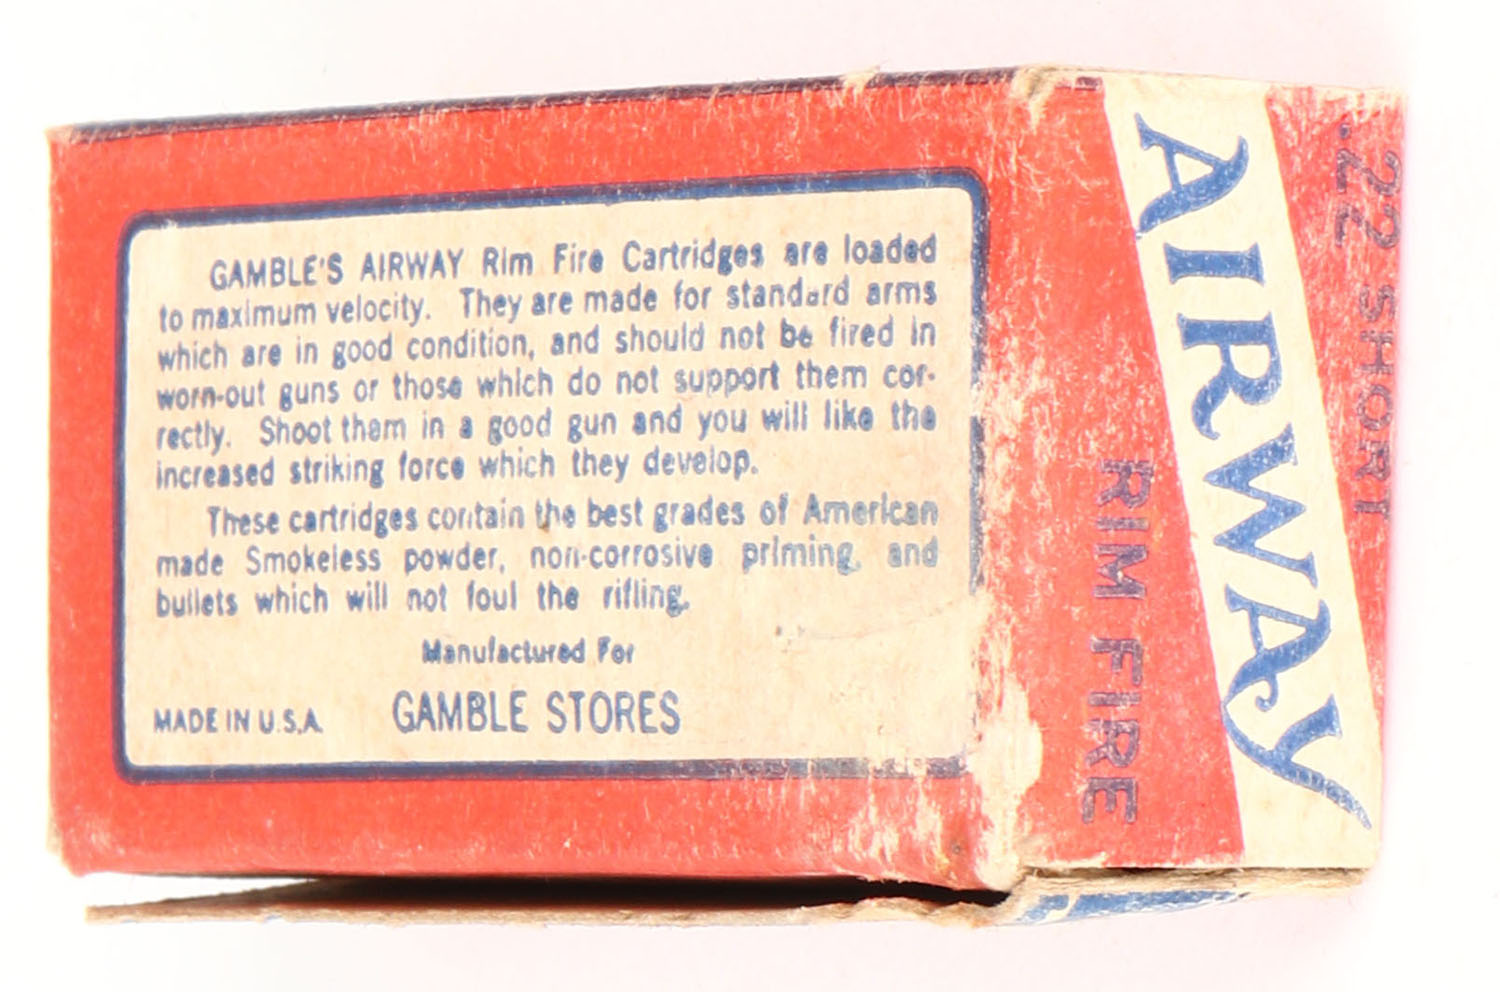 GAMBLE'S AIRWAY Rim Fire Cartridges are loaded
to maximum velocity. They are made for standard arms
which are in good condition, and should not be fired in
worn-out guns or those which do not support them cor-
rectly. Shoot them in a good gun and you will like the
increased striking force which they develop.
These cartridges contain the best grades of American
made Smokeless powder, non-corrosive priming, and
bullets which will not foul the rifling.
Manufactured For
MADE IN U.S.A. GAMBLE STORES
.22 SHORT
AIRWAY
RIM FIRE